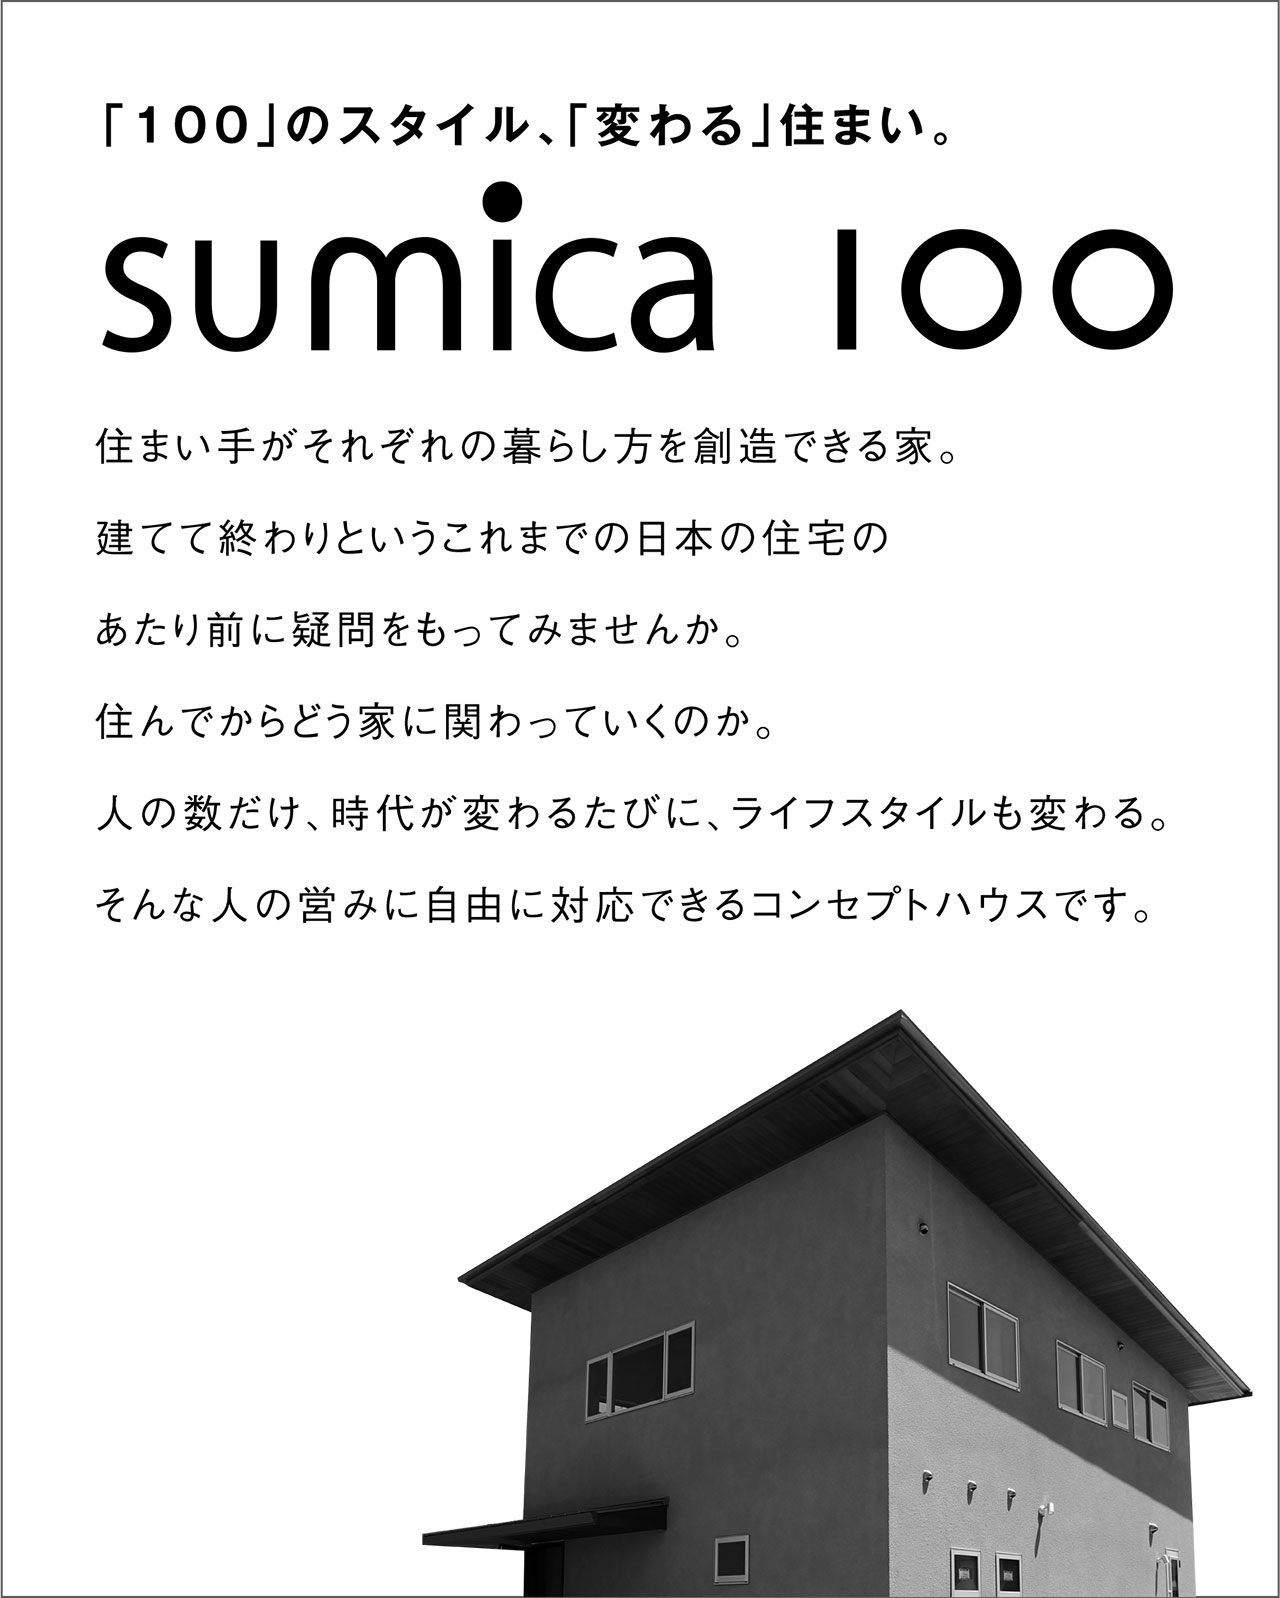 「100」のスタイル、「変わる」住まい。
sumica 100
住まい手がそれぞれの暮らし方を創造できる家。
建てて終わりというこれまでの日本の住宅の
あたり前に疑問をもってみませんか。
住んでからどう家に関わっていくのか。
人の数だけ、時代が変わるたびに、ライフスタイルも変わる。
そんな人の営みに自由に対応できるコンセプトハウスです。